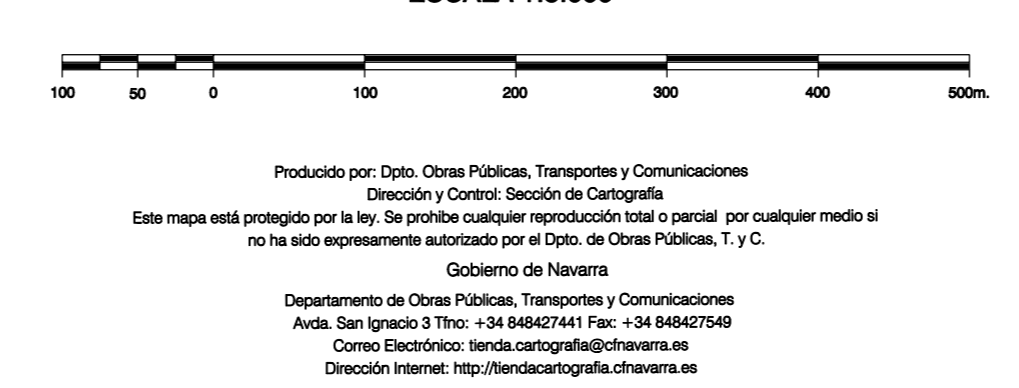 100 50 0 100 200 300 400 500m.
Producido por: Dpto. Obras Públicas, Transportes y Comunicaciones
Dirección y Control: Sección de Cartografía
Este mapa está protegido por la ley. Se prohibe cualquier reproducción total o parcial por cualquier medio si
no ha sido expresamente autorizado por el Dpto. de Obras Públicas, T. y C.
Gobierno de Navarra
Departamento de Obras Públicas, Transportes y Comunicaciones
Avda. San Ignacio 3 Tfno: +34 848427441 Fax: +34 848427549
Correo Electrónico: tienda.cartografia@cfnavarra.es
Dirección Internet: http://tiendacartografia.cfnavarra.es